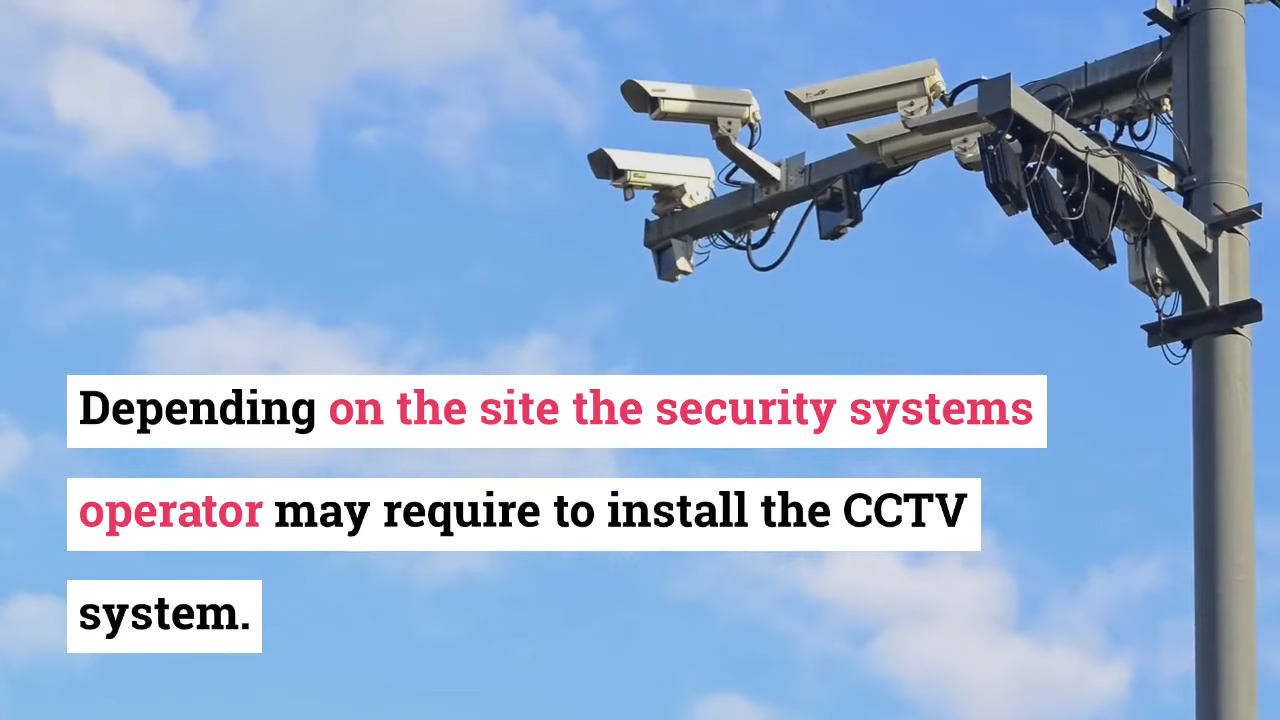 Depending on the site the security systems
operator may require to install the CCTV
system.